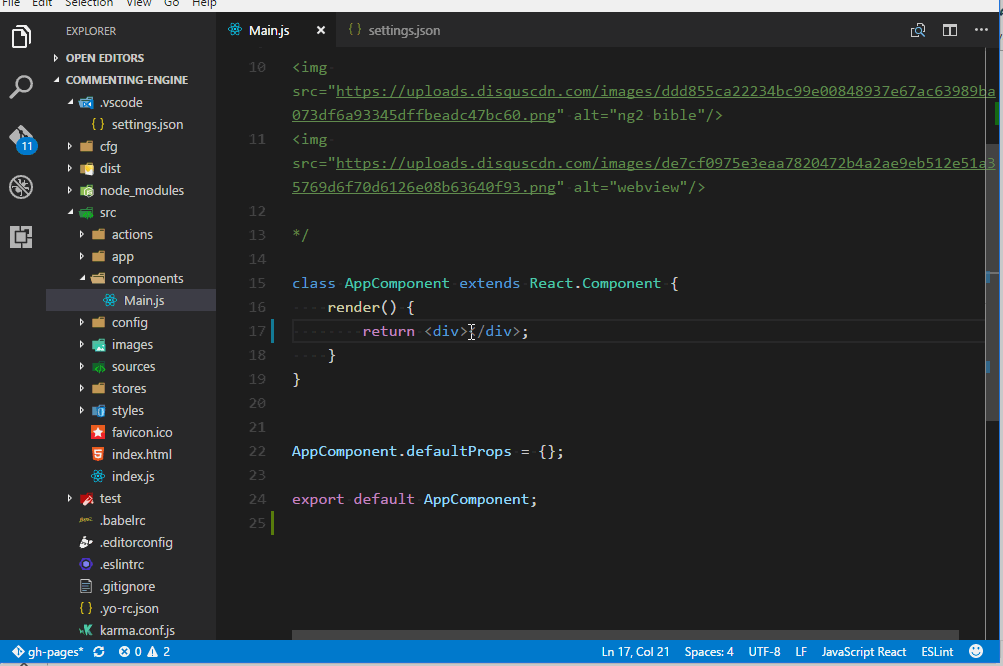 File Edit Selection View Go Help
EXPLORER
OPEN EDITORS
COMMENTING-ENGINE
.vscode
settings.json
cfg
dist
node_modules
src
actions
app
components
Main.js
config
images
sources
stores
styles
favicon.ico
index.html
index.js
test
.babelrc
.editorconfig
.eslintrc
.gitignore
.yo-rc.json
karma.conf.js
11
Main.js × settings.json
10 <img
src="https://uploads.disquscdn.com/images/ddd855ca22234bc99e00848937e67ac63989ba
073df6a93345dffbeadc47bc60.png" alt="ng2 bible"/>
11 <img
src="https://uploads.disquscdn.com/images/de7cf0975e3eaa7820472b4a2ae9eb512e51a3
5769d6f70d6126e08b63640f93.png" alt="webview"/>
12
13 */
14
15 class AppComponent extends React.Component {
16 render() {
17 return <div></div>;
18 }
19 }
20
21
22 AppComponent.defaultProps = {};
23
24 export default AppComponent;
25
gh-pages* 0 2 Ln 17, Col 21 Spaces: 4 UTF-8 LF JavaScript React ESLint